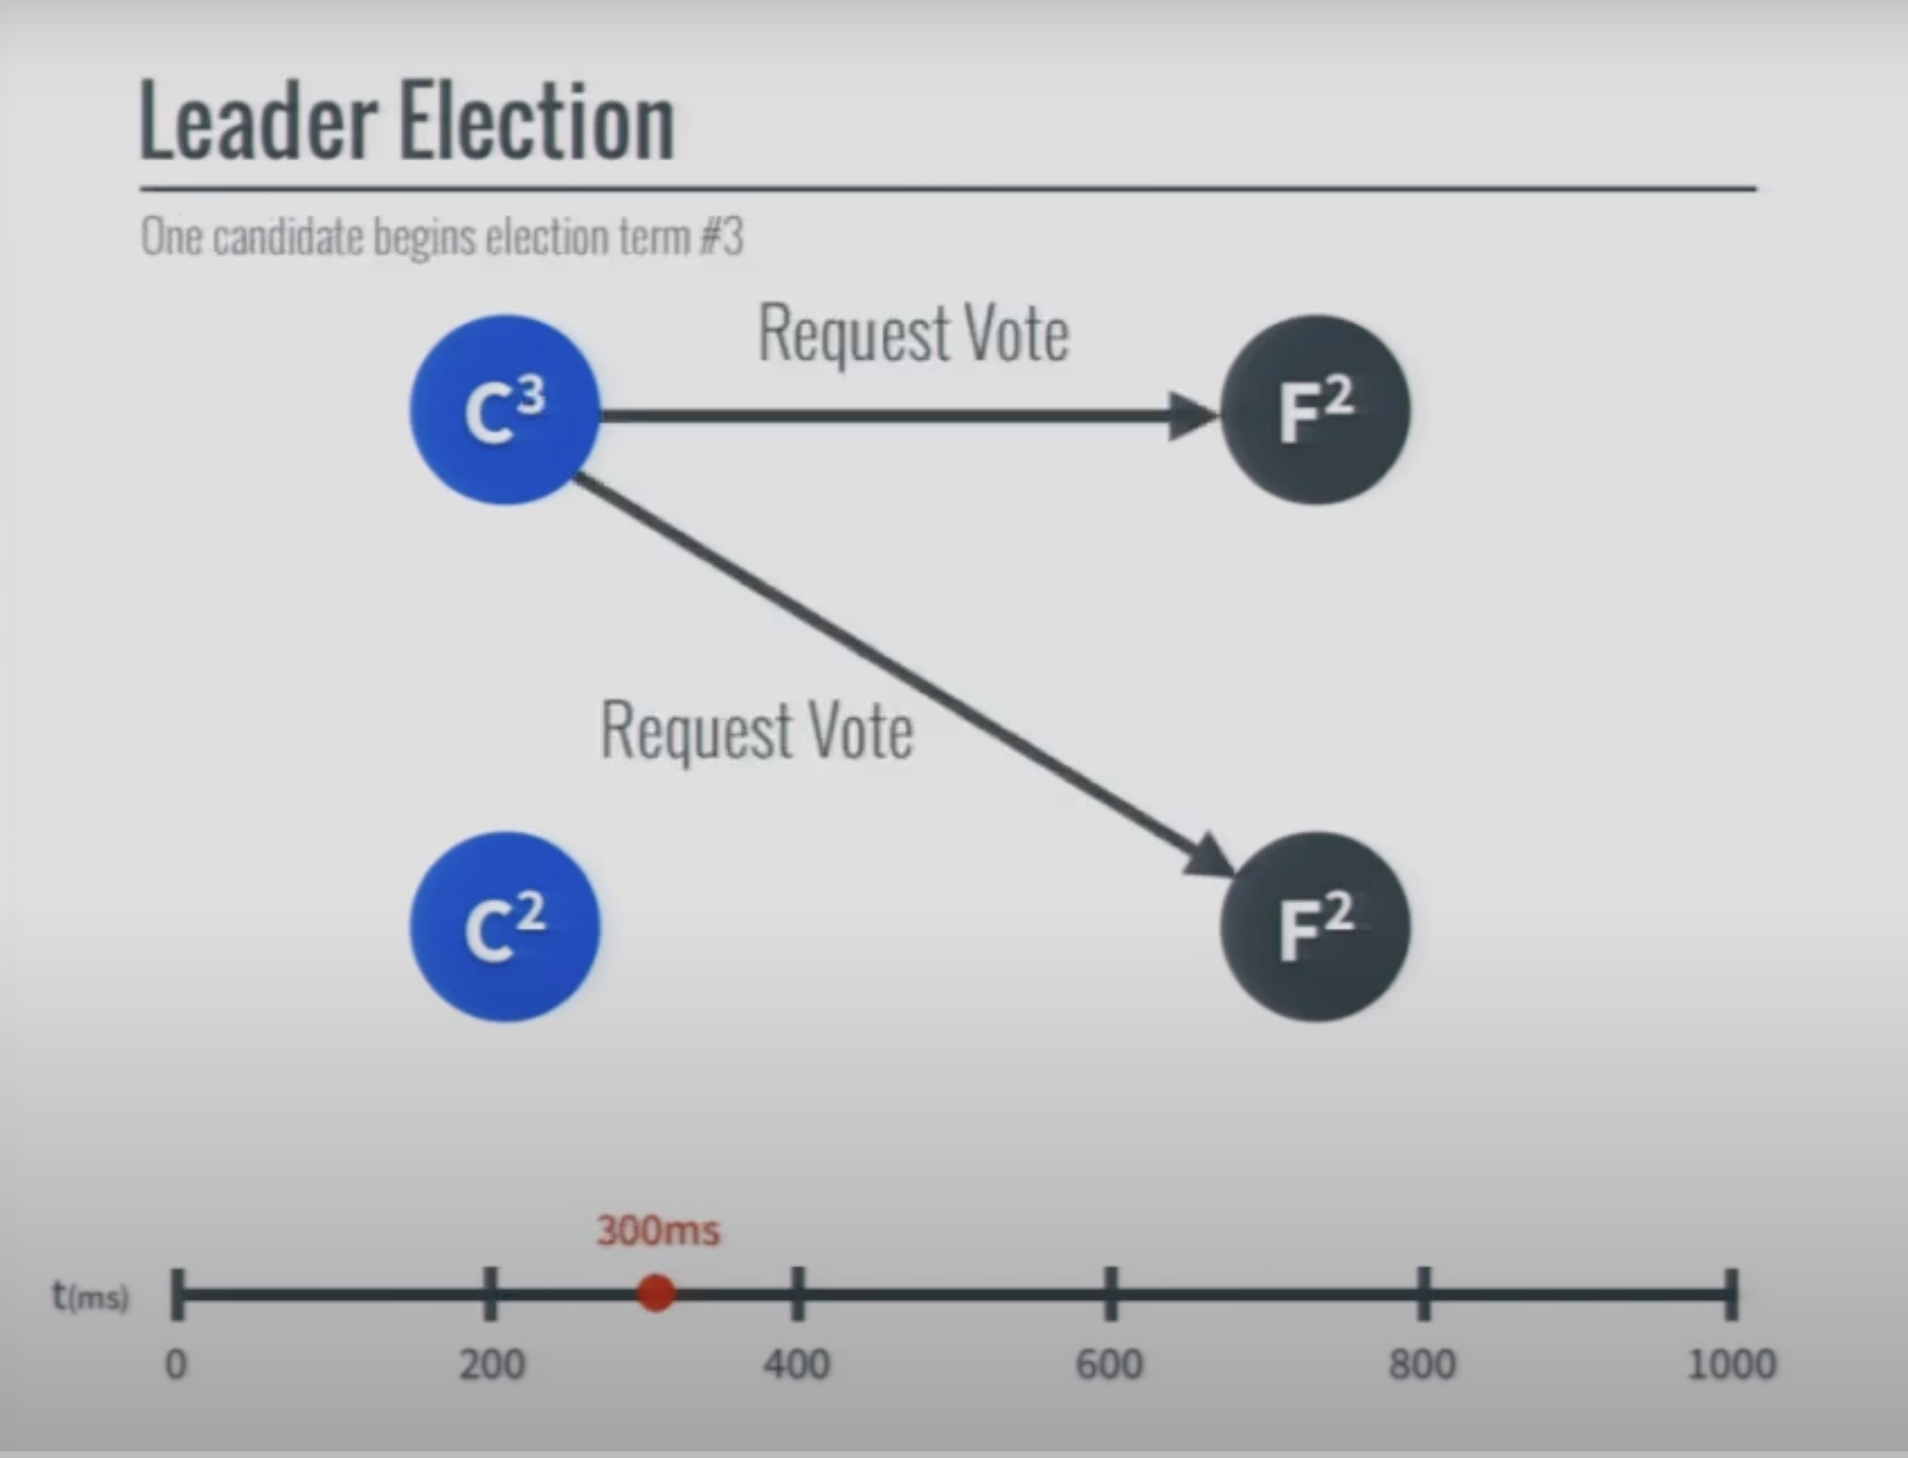 Leader Election
One candidate begins election term #3
Request Vote
C³
F²
Request Vote
C²
F²
300ms
t(ms)
0 200 400 600 800 1000